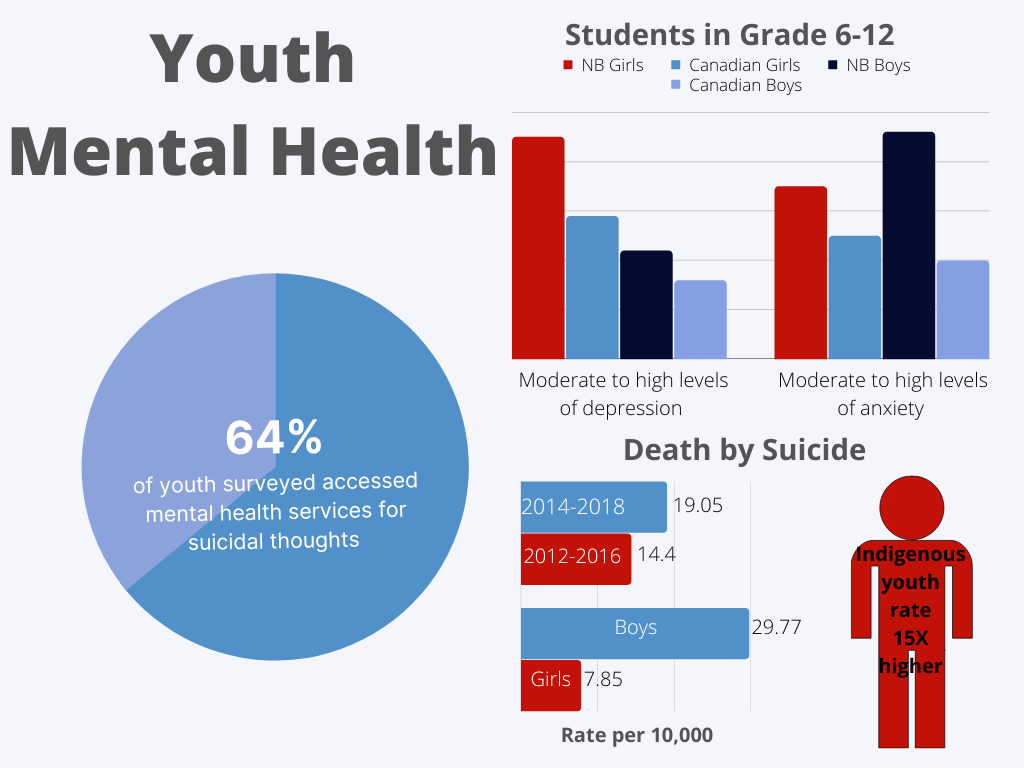 Youth
Mental Health
64%
of youth surveyed accessed
mental health services for
suicidal thoughts
Students in Grade 6-12
NB Girls
Canadian Girls
NB Boys
Canadian Boys
Moderate to high levels
of depression
Moderate to high levels
of anxiety
Death by Suicide
2014-2018 19.05
2012-2016 14.4
Boys 29.77
Girls 7.85
Rate per 10,000
Indigenous
youth
rate
15X
higher